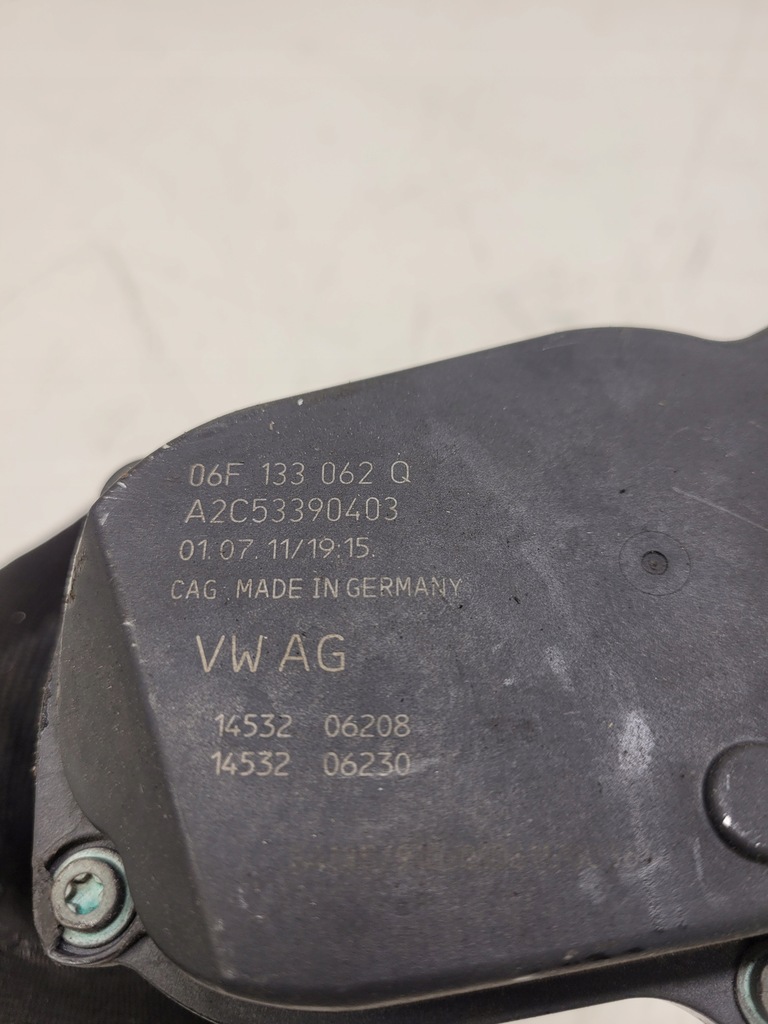 06F 133 062 Q
A2C53390403
01.07.11/19:15.
CAG MADE IN GERMANY
VW AG
14532 06208
14532 06230